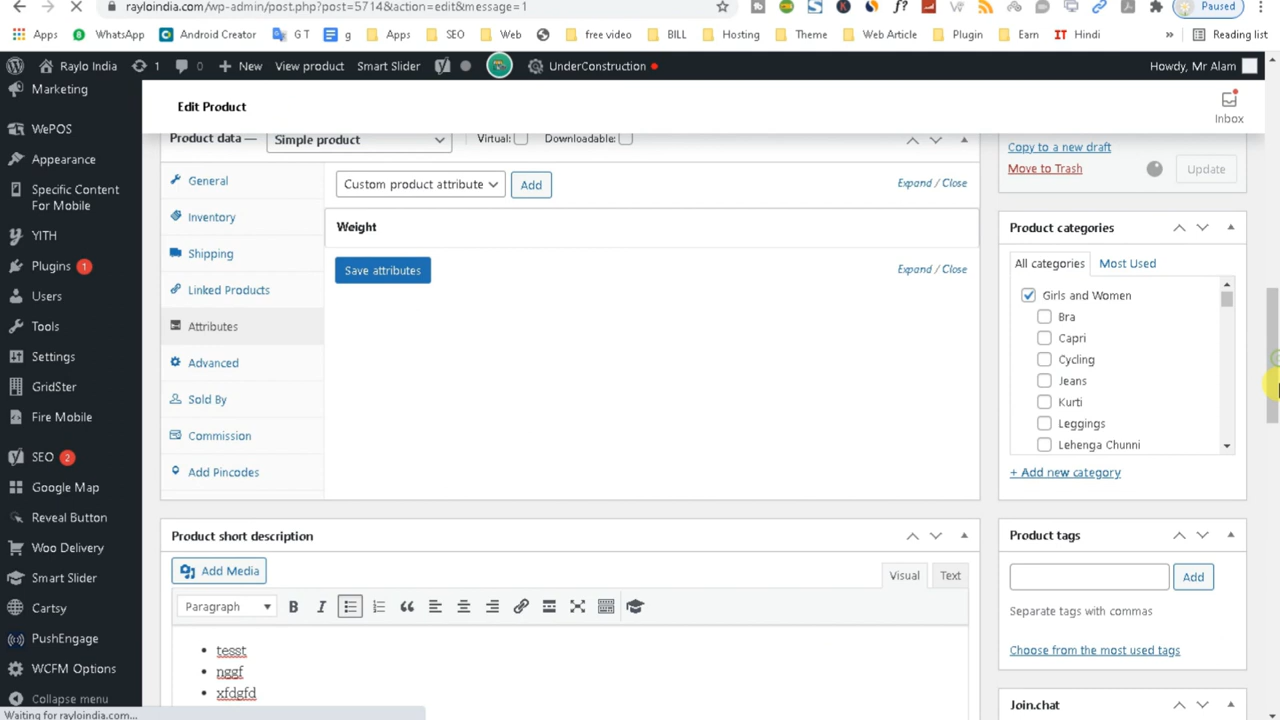 rayloindia.com/wp-admin/post.php?post=5714&action=edit&message=1
Paused
Apps WhatsApp Android Creator G T g Apps SEO Web free video BILL Hosting Theme Web Article Plugin Earn IT Hindi » Reading list
Raylo India 1 New View product Smart Slider UnderConstruction Howdy, Mr Alam
Marketing
WePOS
Appearance
Specific Content
For Mobile
YITH
Plugins 1
Users
Tools
Settings
GridSter
Fire Mobile
SEO 2
Google Map
Reveal Button
Woo Delivery
Smart Slider
Cartsy
PushEngage
WCFM Options
Collapse menu
Edit Product
Inbox
Product data — Simple product Virtual: Downloadable:
General
Inventory
Shipping
Linked Products
Attributes
Advanced
Sold By
Commission
Add Pincodes
Custom product attribute Add Expand / Close
Weight
Save attributes Expand / Close
Product short description
Add Media Visual Text
Paragraph B I
tesst
nggf
xfdgfd
Copy to a new draft
Move to Trash Update
Product categories
All categories Most Used
Girls and Women
Bra
Capri
Cycling
Jeans
Kurti
Leggings
Lehenga Chunni
+ Add new category
Product tags
Add
Separate tags with commas
Choose from the most used tags
Join.chat
Waiting for rayloindia.com...